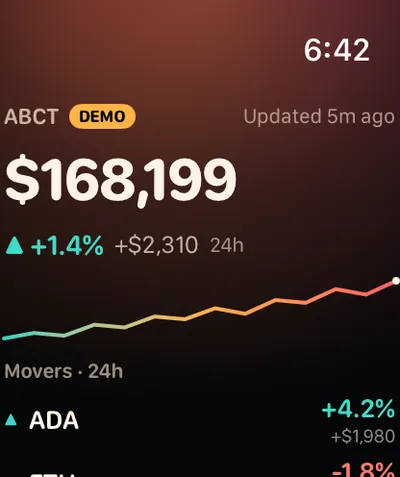 6:42
ABCT DEMO Updated 5m ago
$168,199
▲ +1.4% +$2,310 24h
Movers · 24h
▲ ADA +4.2%
+$1,980
-1.8%